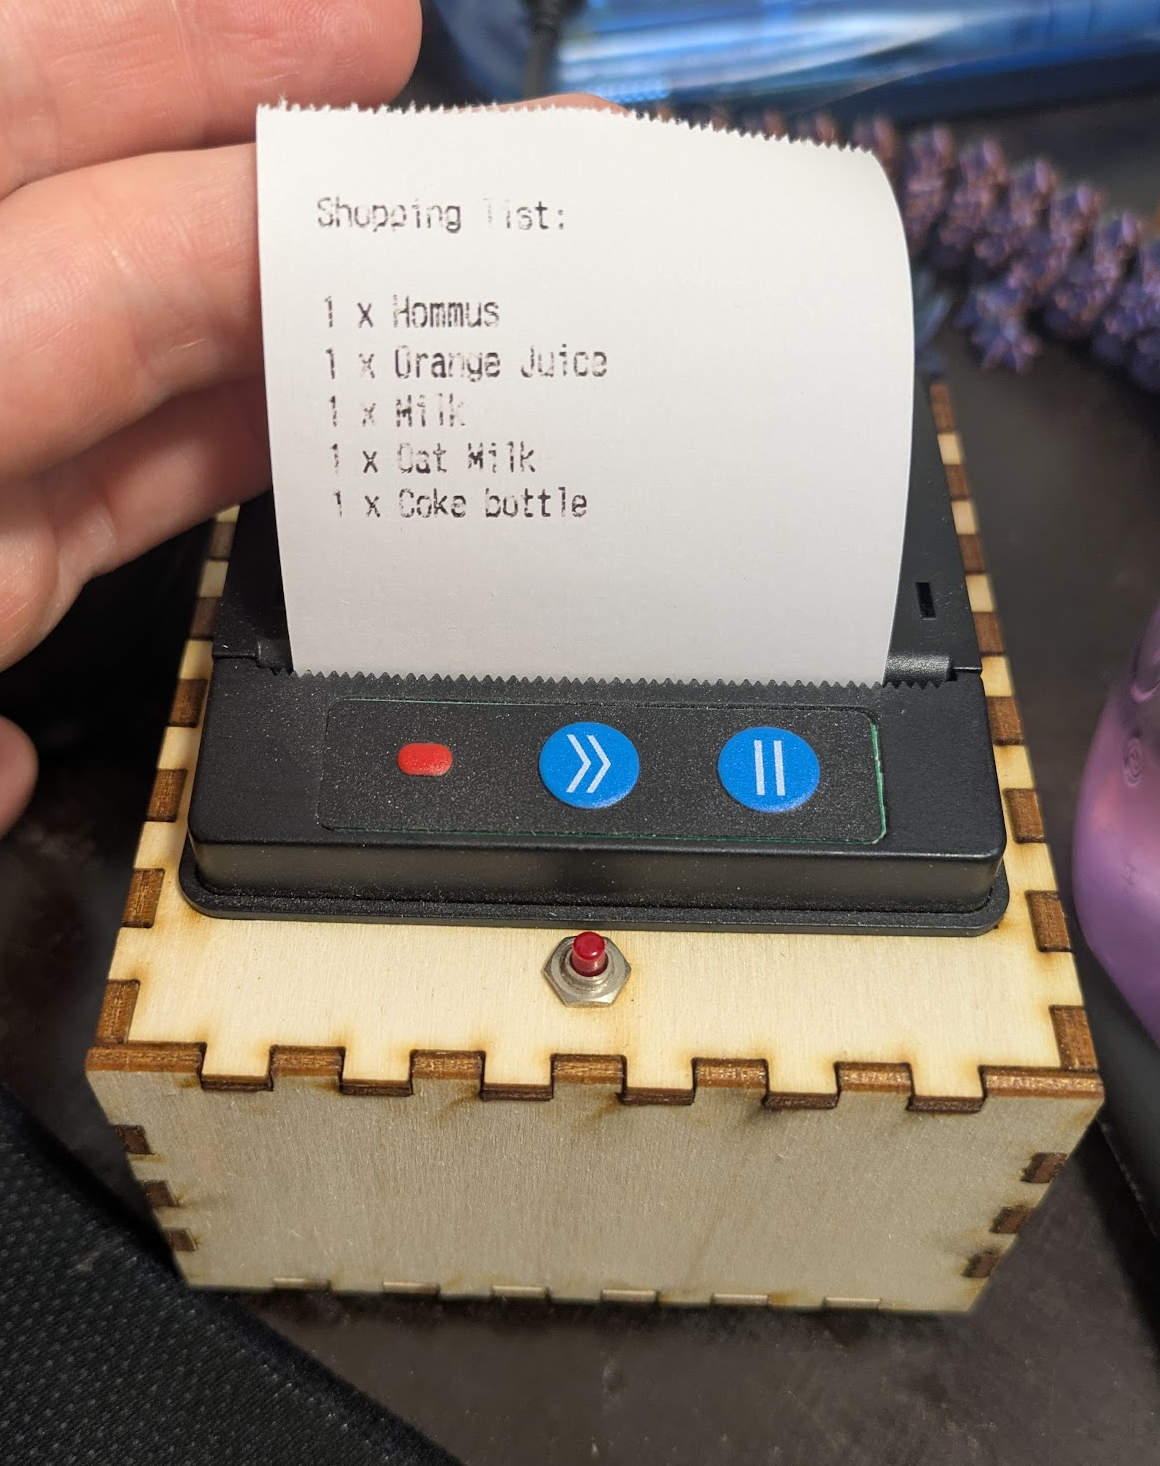 Shopping list:
1 x Hommus
1 x Orange Juice
1 x Milk
1 x Oat Milk
1 x Coke bottle